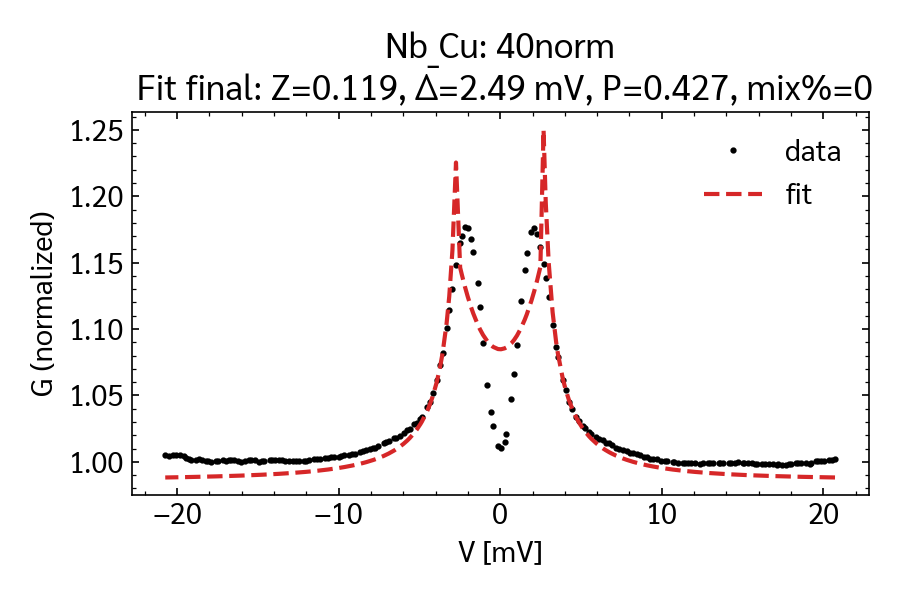 Nb_Cu: 40norm
Fit final: Z=0.119, Δ=2.49 mV, P=0.427, mix%=0
G (normalized)
1.25
1.20
1.15
1.10
1.05
1.00
data
fit
−20
−10
0
10
20
V [mV]